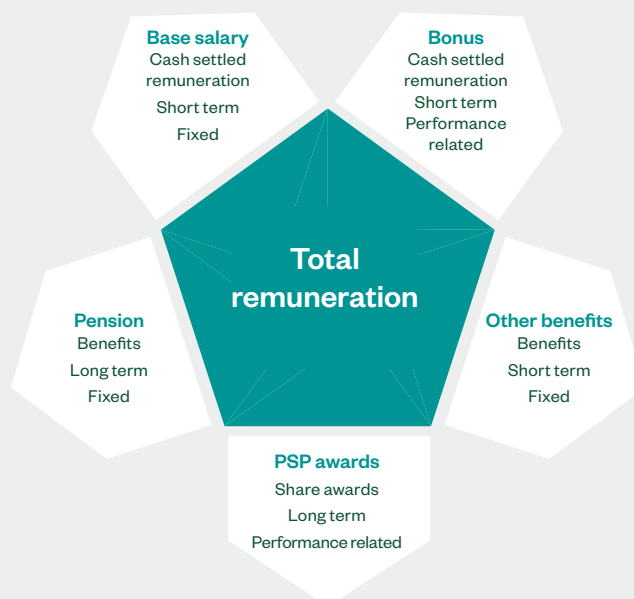 Base salary
Cash settled
remuneration
Short term
Fixed
Bonus
Cash settled
remuneration
Short term
Performance
related
Total
remuneration
Pension
Benefits
Long term
Fixed
Other benefits
Benefits
Short term
Fixed
PSP awards
Share awards
Long term
Performance related